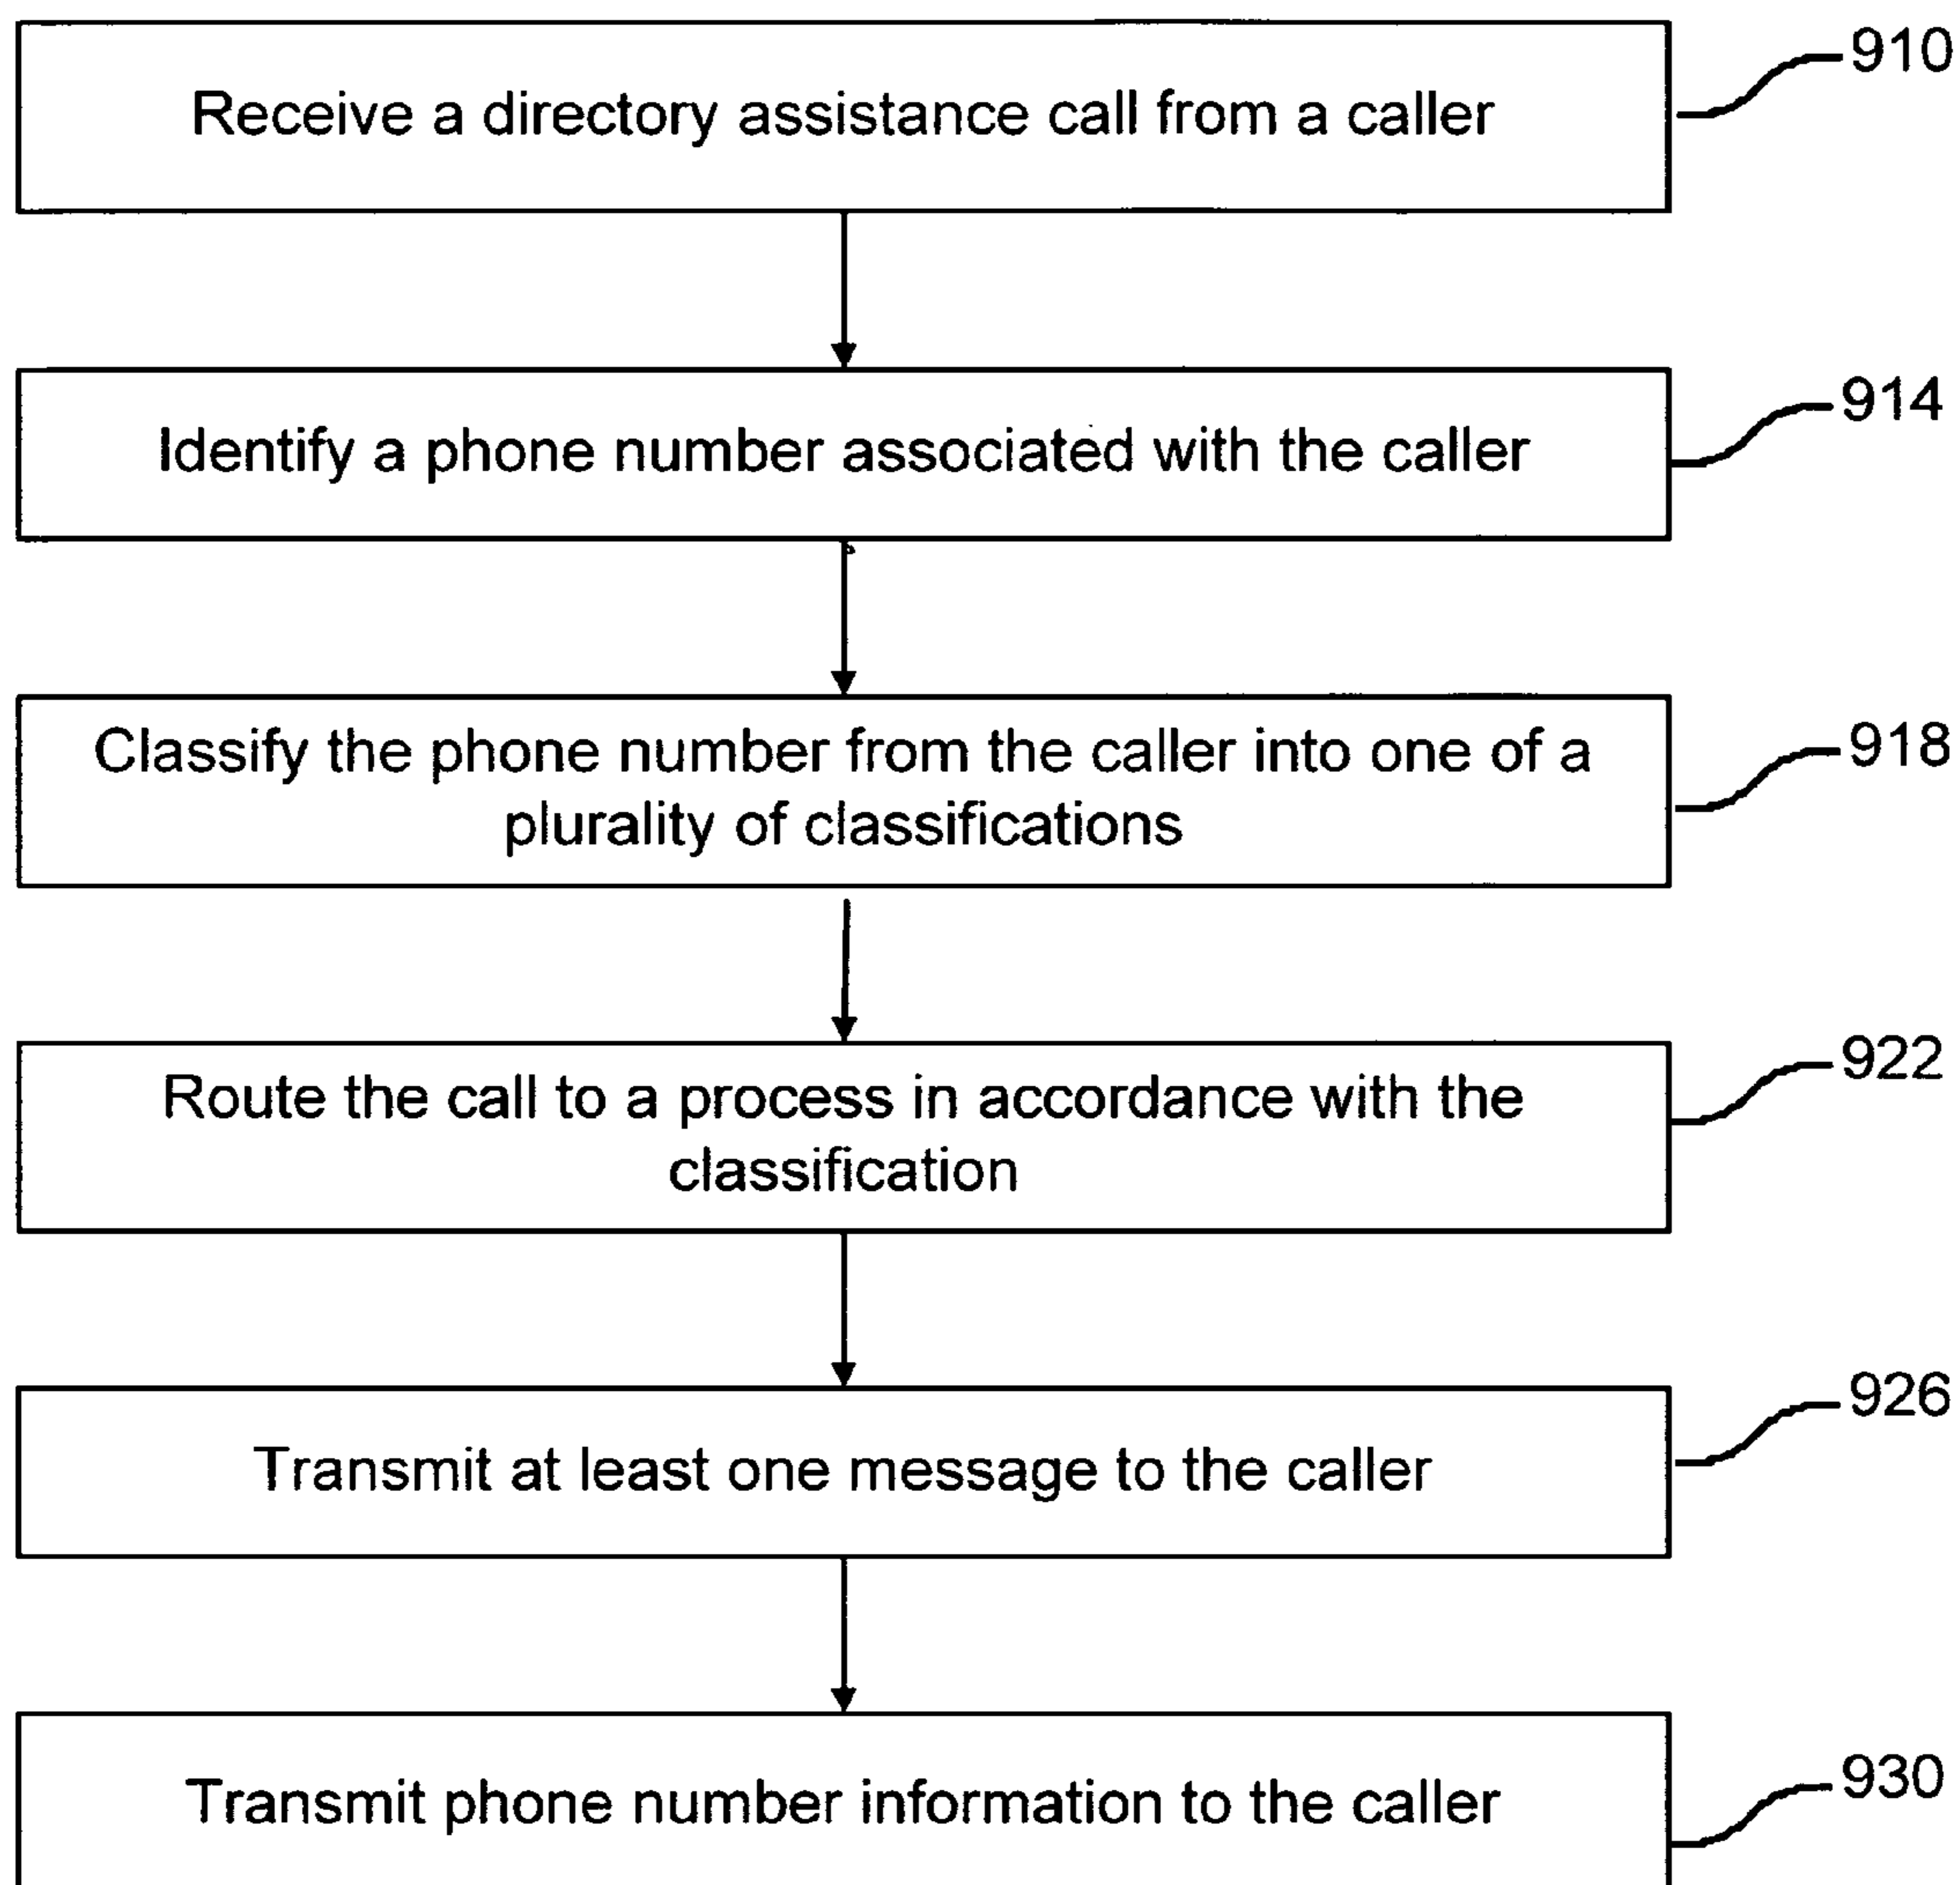 Receive a directory assistance call from a caller
910
Identify a phone number associated with the caller
914
Classify the phone number from the caller into one of a
plurality of classifications
918
Route the call to a process in accordance with the
classification
922
Transmit at least one message to the caller
926
Transmit phone number information to the caller
930